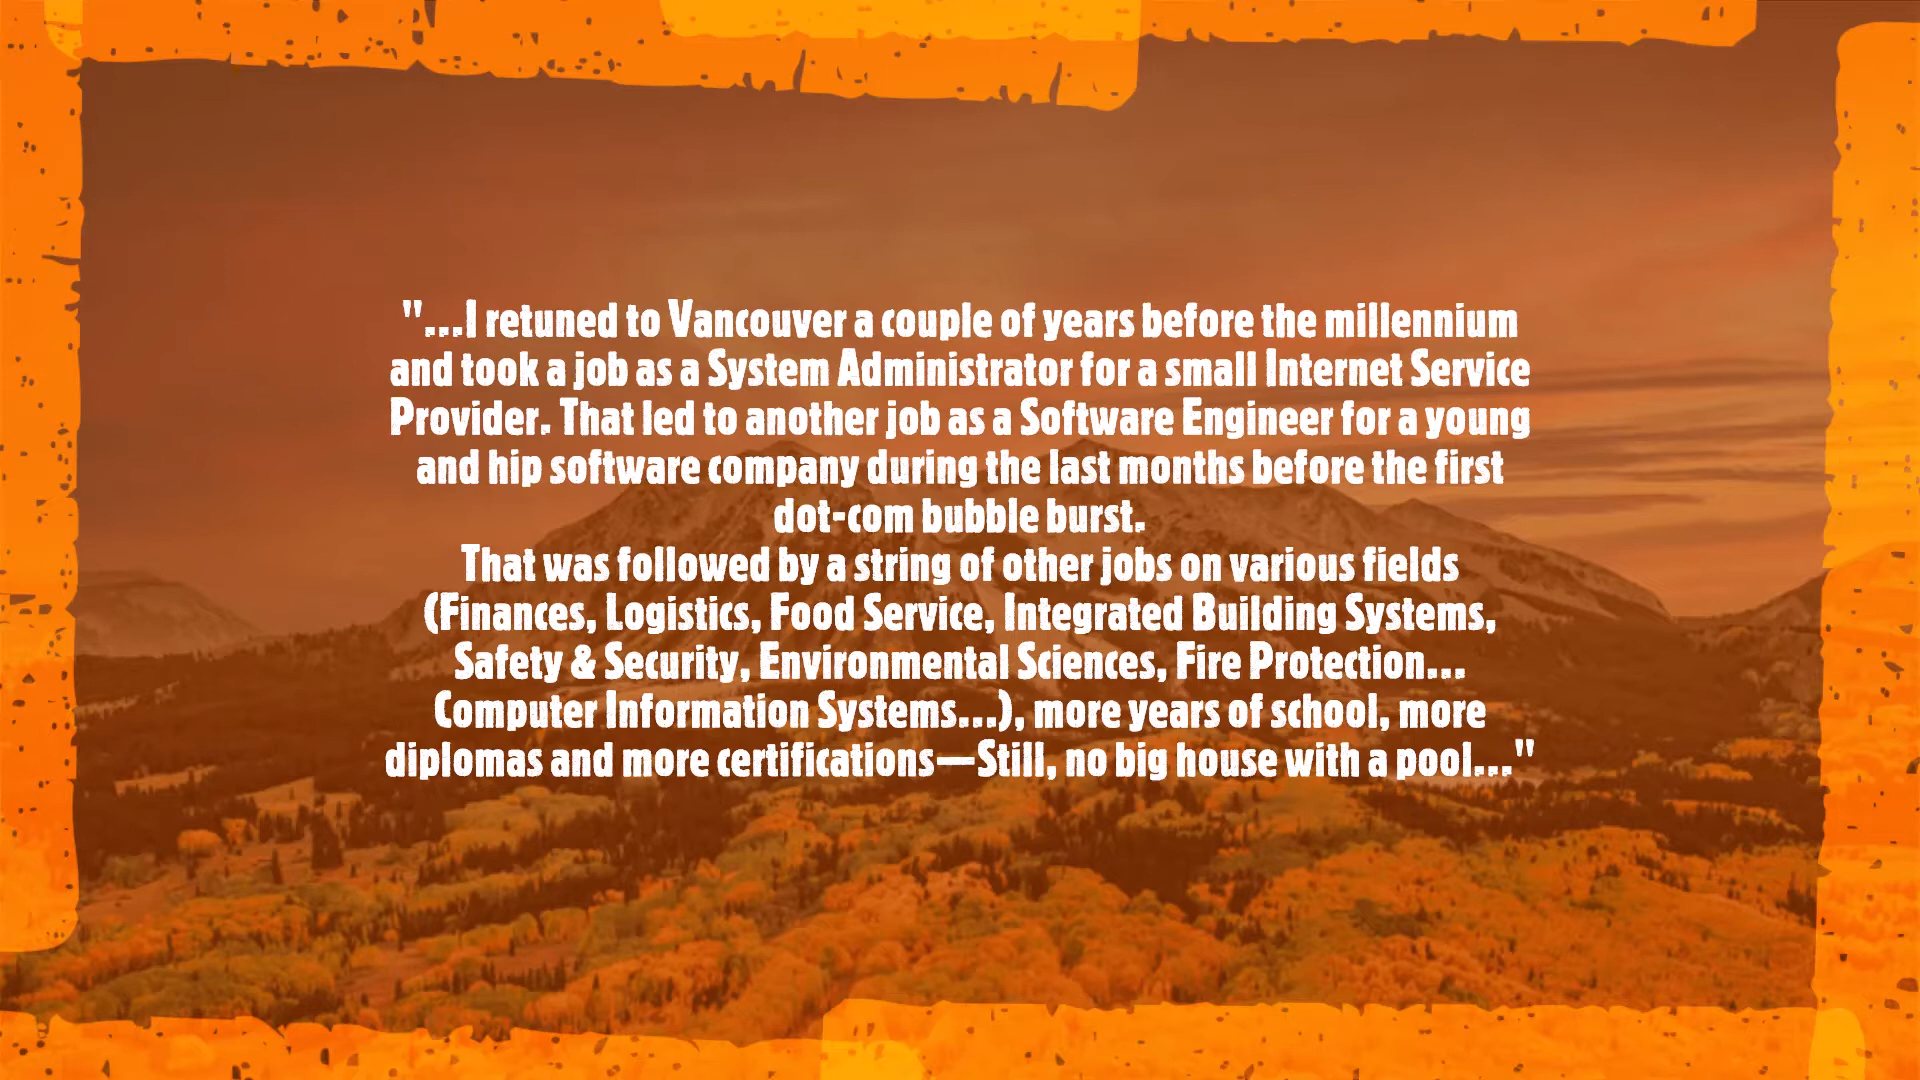 "...I retuned to Vancouver a couple of years before the millennium
and took a job as a System Administrator for a small Internet Service
Provider. That led to another job as a Software Engineer for a young
and hip software company during the last months before the first
dot-com bubble burst.
That was followed by a string of other jobs on various fields
(Finances, Logistics, Food Service, Integrated Building Systems,
Safety & Security, Environmental Sciences, Fire Protection...
Computer Information Systems...), more years of school, more
diplomas and more certifications—Still, no big house with a pool..."